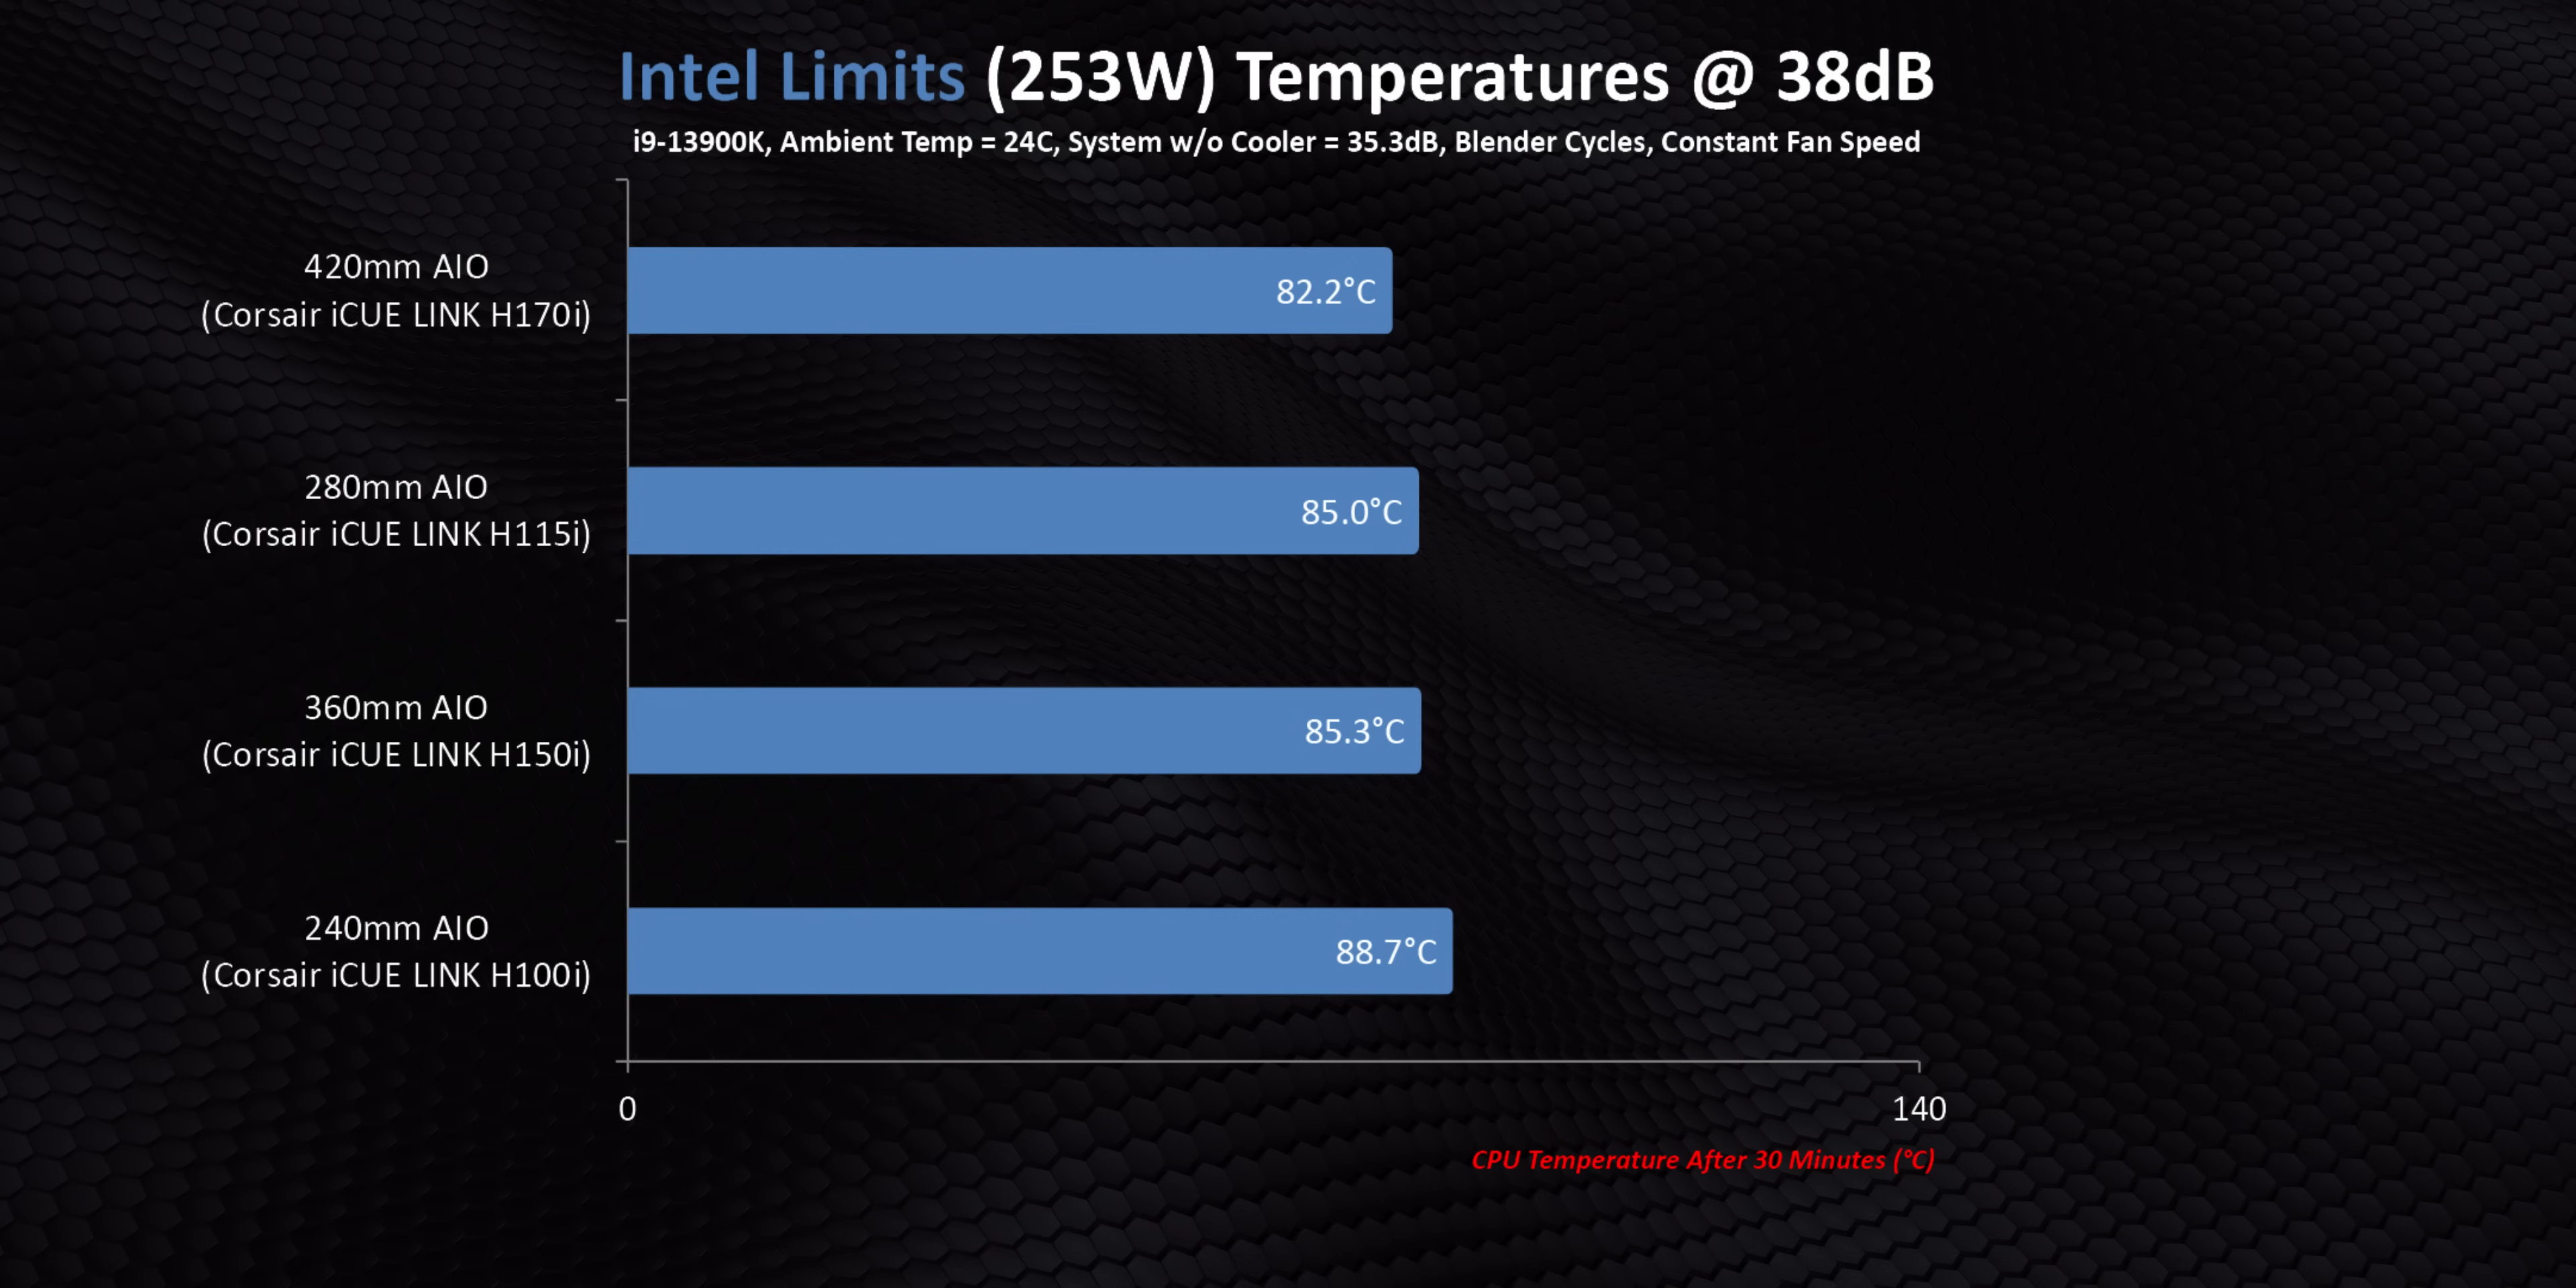 Intel Limits (253W) Temperatures @ 38dB
i9-13900K, Ambient Temp = 24C, System w/o Cooler = 35.3dB, Blender Cycles, Constant Fan Speed
420mm AIO
(Corsair iCUE LINK H170i)
82.2°C
280mm AIO
(Corsair iCUE LINK H115i)
85.0°C
360mm AIO
(Corsair iCUE LINK H150i)
85.3°C
240mm AIO
(Corsair iCUE LINK H100i)
88.7°C
0
140
CPU Temperature After 30 Minutes (°C)